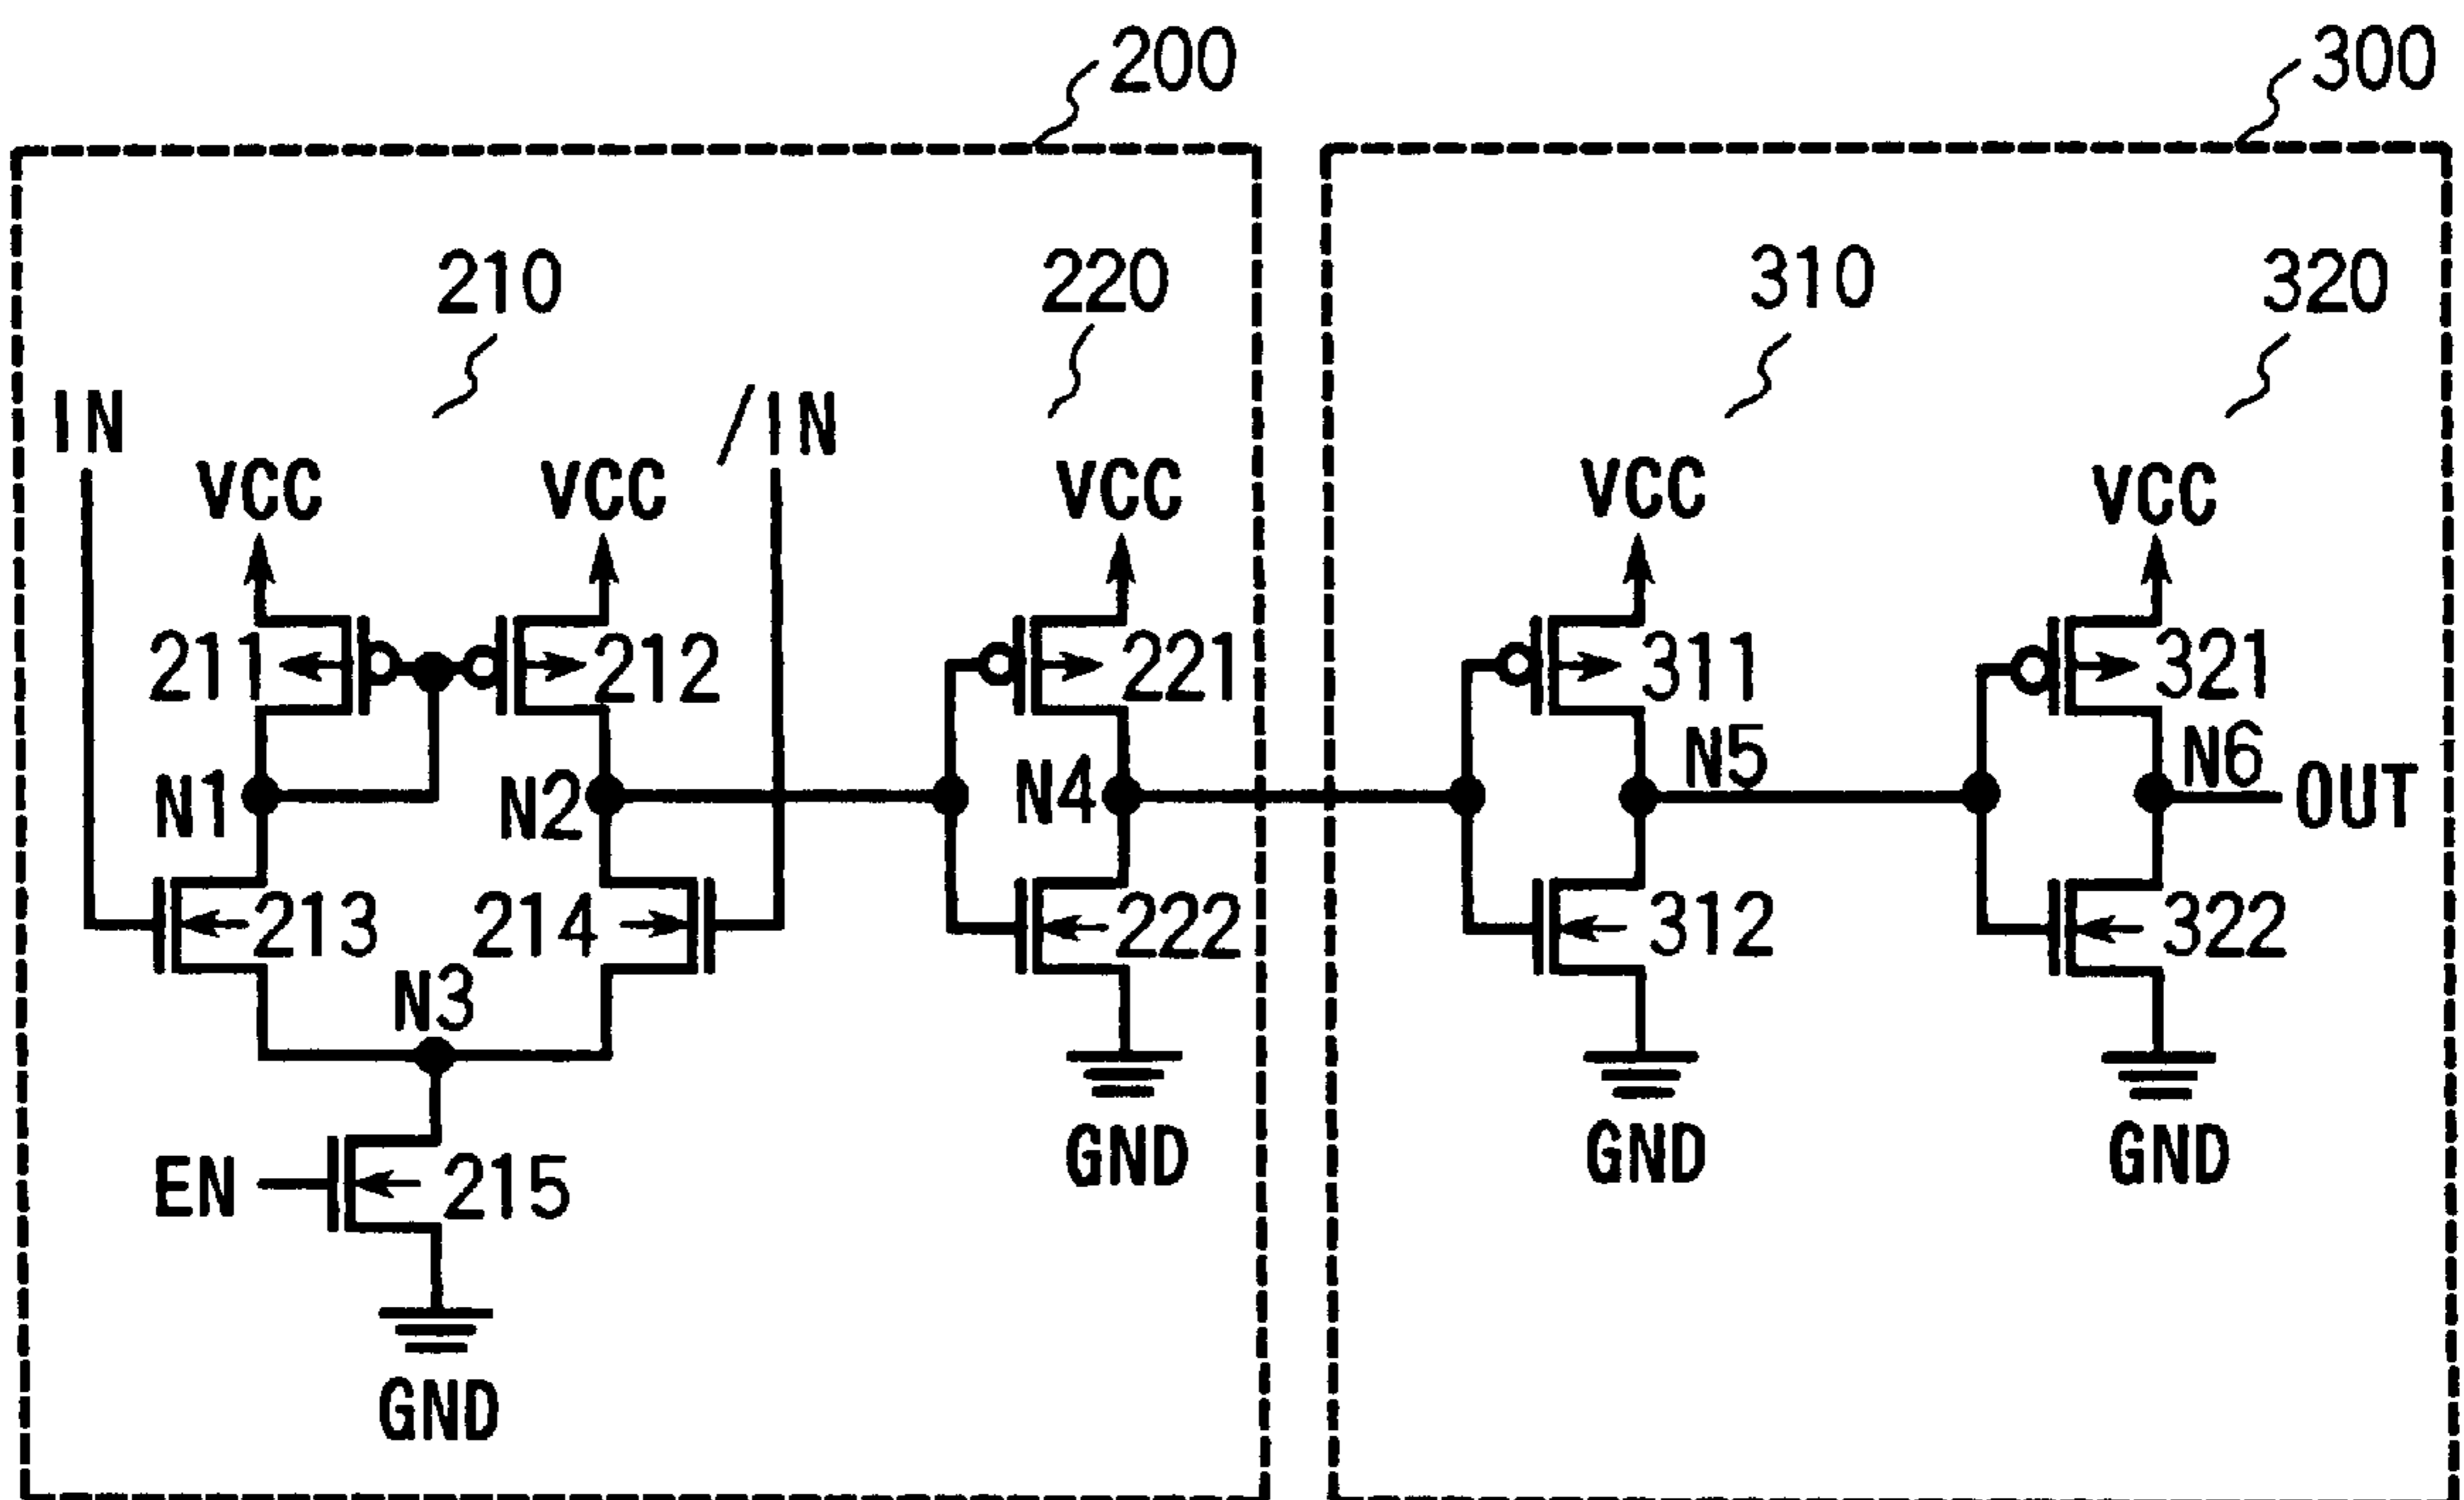 200
300
210
220
310
320
IN
/IN
VCC
VCC
VCC
VCC
VCC
211
212
221
311
321
N1
N2
N4
N5
N6
OUT
213
214
222
312
322
N3
EN
215
GND
GND
GND
GND